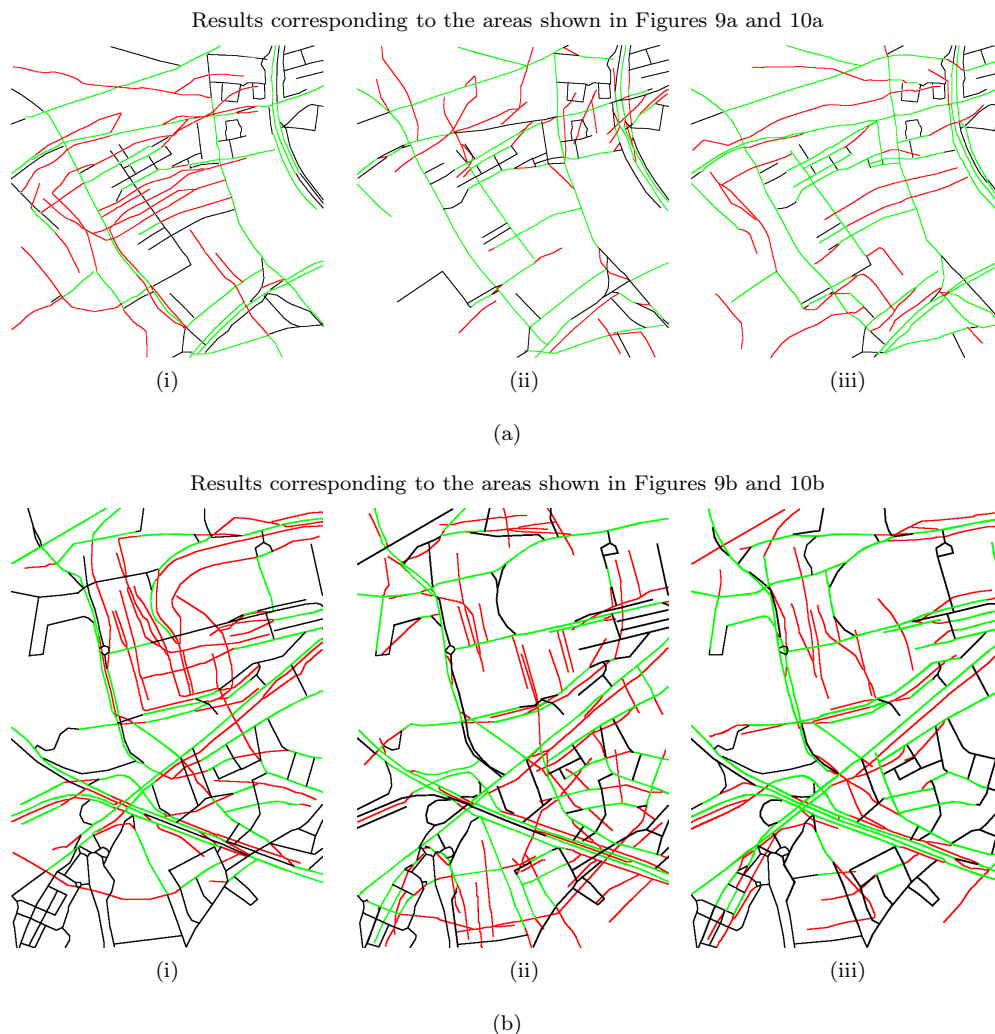 Results corresponding to the areas shown in Figures 9a and 10a
(i) (ii) (iii)
(a)
Results corresponding to the areas shown in Figures 9b and 10b
(i) (ii) (iii)
(b)